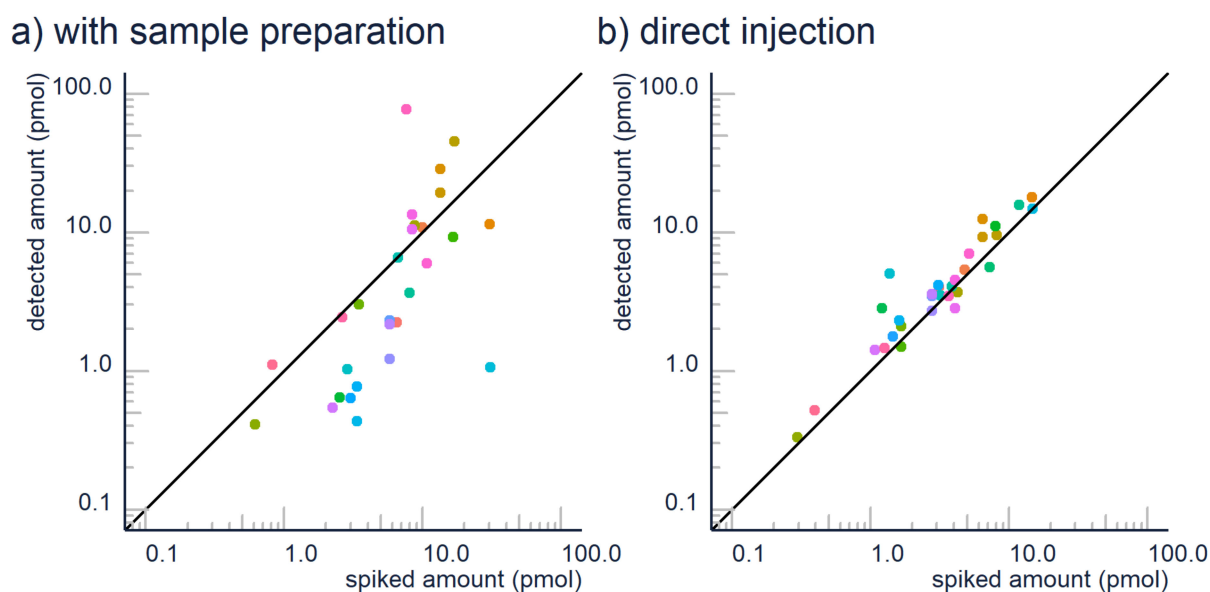 a) with sample preparation
detected amount (pmol)
100.0
10.0
1.0
0.1
0.1 1.0 10.0 100.0
spiked amount (pmol)
b) direct injection
detected amount (pmol)
100.0
10.0
1.0
0.1
0.1 1.0 10.0 100.0
spiked amount (pmol)